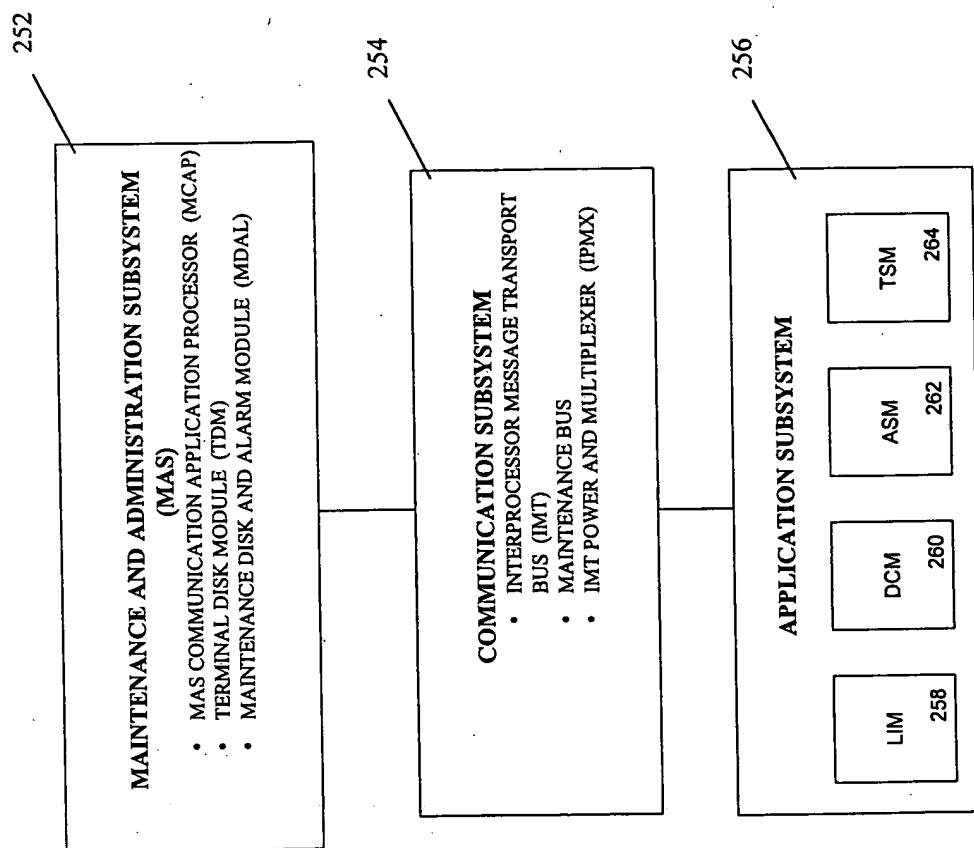 252
MAINTENANCE AND ADMINISTRATION SUBSYSTEM
(MAS)
• MAS COMMUNICATION APPLICATION PROCESSOR (MCAP)
• TERMINAL DISK MODULE (TDM)
• MAINTENANCE DISK AND ALARM MODULE (MDAL)
254
COMMUNICATION SUBSYSTEM
• INTERPROCESSOR MESSAGE TRANSPORT
BUS (IMT)
• MAINTENANCE BUS
• IMT POWER AND MULTIPLEXER (IPMX)
256
APPLICATION SUBSYSTEM
LIM
258
DCM
260
ASM
262
TSM
264